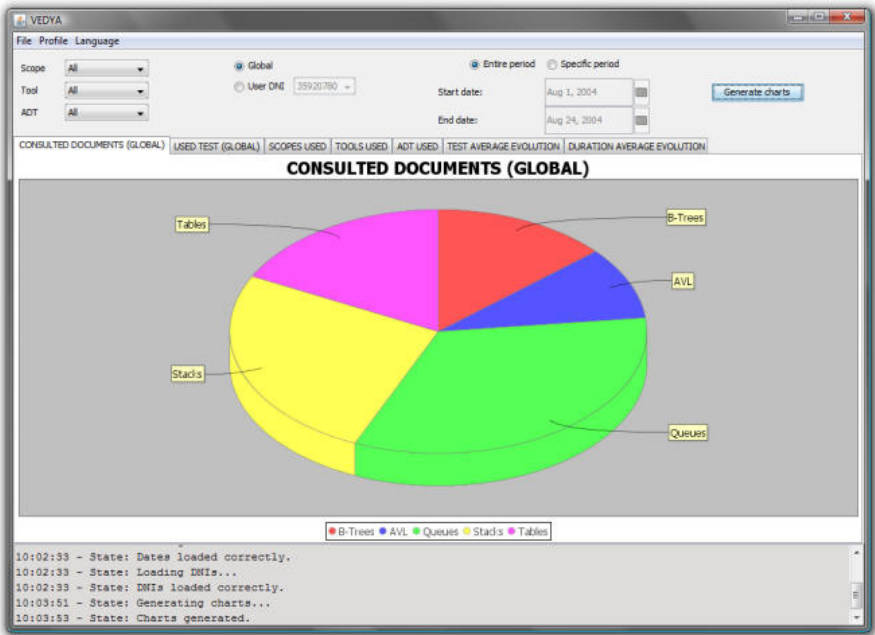 VEDYA
File Profile Language
Scope All
Global
Entire period Specific period
Tool All
User DNI 35920780
Start date: Aug 1, 2004
Generate charts
ADT All
End date: Aug 24, 2004
CONSULTED DOCUMENTS (GLOBAL) USED TEST (GLOBAL) SCOPES USED TOOLS USED ADT USED TEST AVERAGE EVOLUTION DURATION AVERAGE EVOLUTION
CONSULTED DOCUMENTS (GLOBAL)
Tables
B-Trees
AVL
Stacks
Queues
B-Trees AVL Queues Stacks Tables
10:02:33 - State: Dates loaded correctly.
10:02:33 - State: Loading DNIs...
10:02:33 - State: DNIs loaded correctly.
10:03:51 - State: Generating charts...
10:03:53 - State: Charts generated.